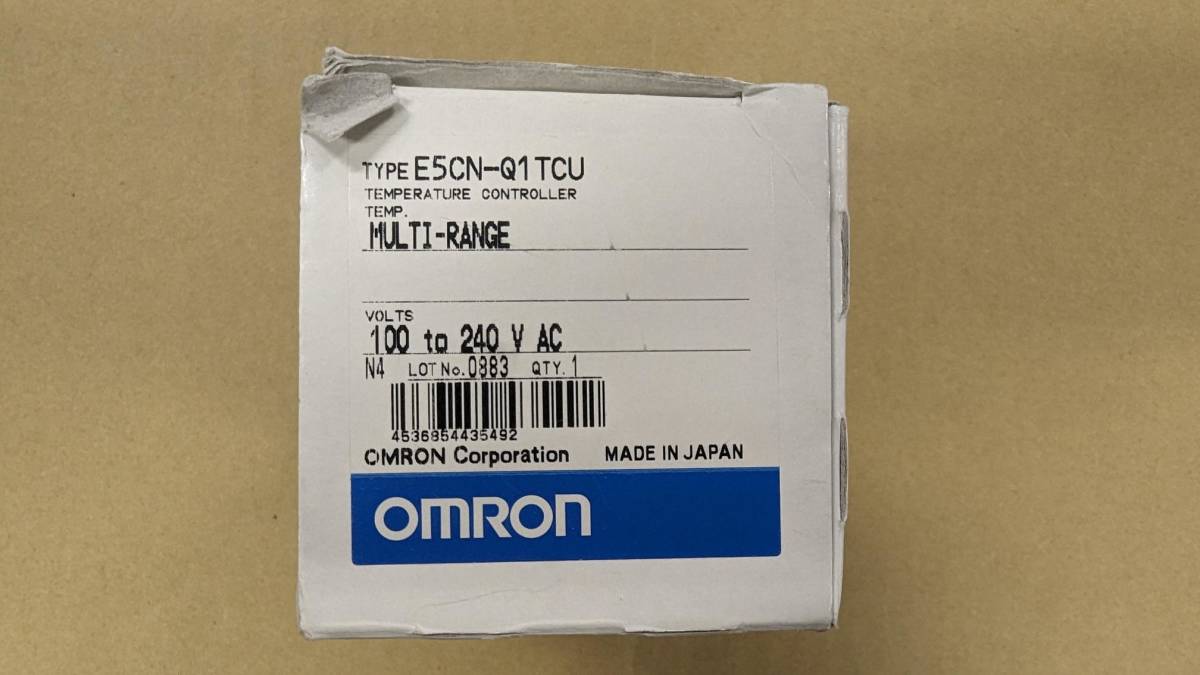 TYPE E5CN-Q1TCU
TEMPERATURE CONTROLLER
TEMP.
MULTI-RANGE
VOLTS
100 to 240 V AC
N4 LOT No. 0883 QTY. 1
4536854435492
OMRON Corporation MADE IN JAPAN
OMRON